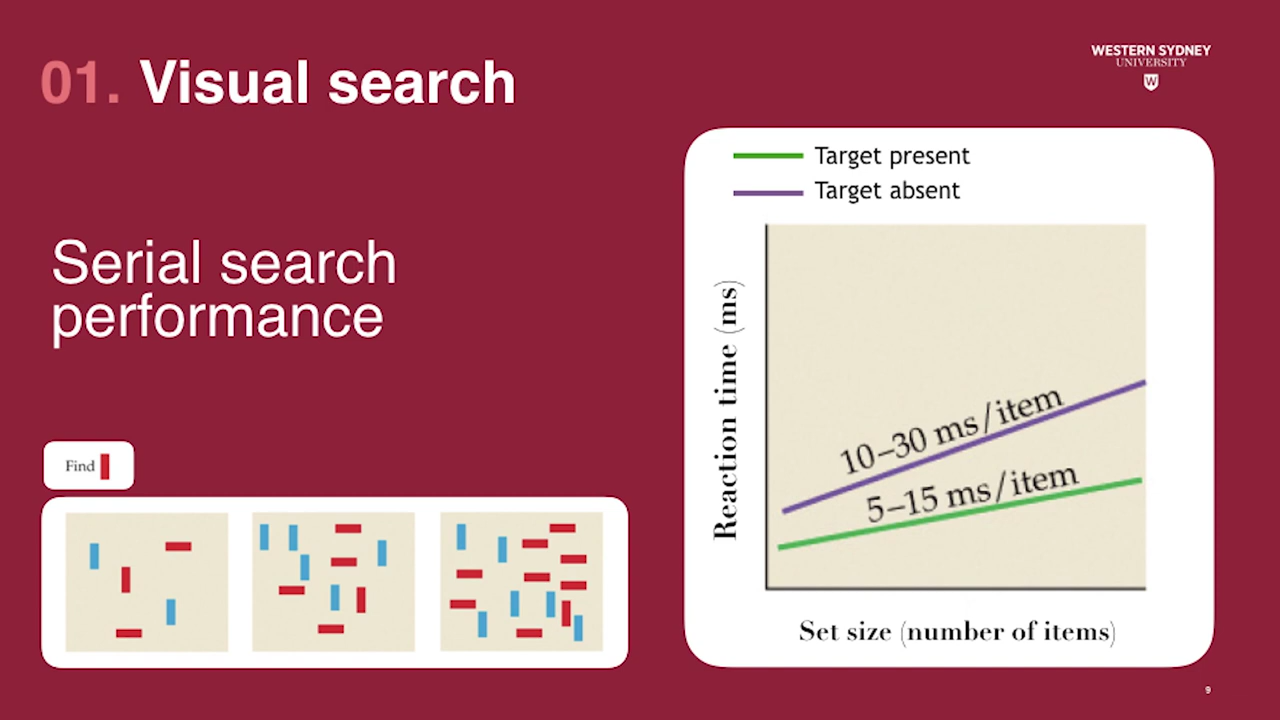 01. Visual search
WESTERN SYDNEY
UNIVERSITY
W
Serial search
performance
Find
Target present
Target absent
Reaction time (ms)
10–30 ms/item
5–15 ms/item
Set size (number of items)
9